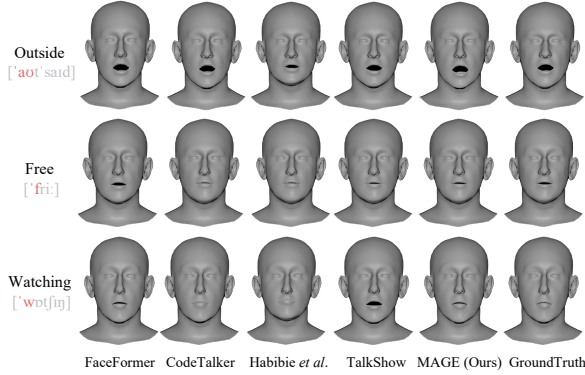 Outside
[ˈaʊtˈsaɪd]
Free
[ˈfriː]
Watching
[ˈwɒtʃɪŋ]
FaceFormer CodeTalker Habibie et al. TalkShow MAGE (Ours) GroundTruth